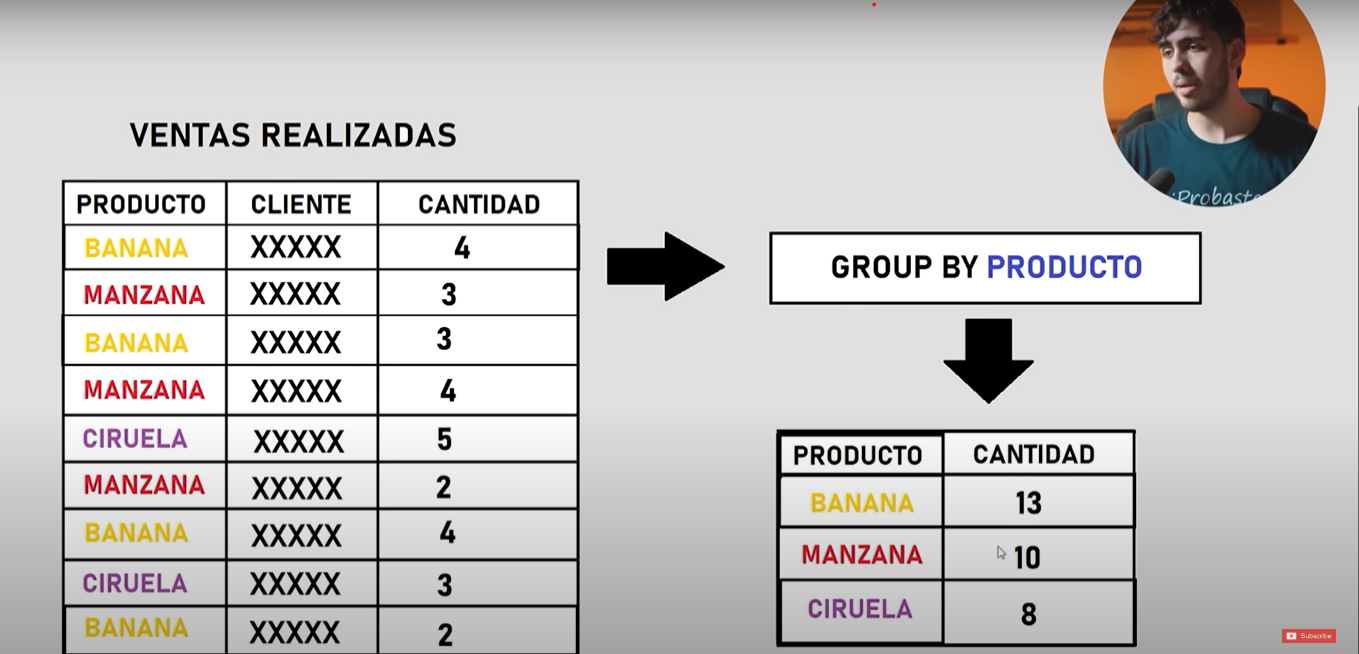 VENTAS REALIZADAS
PRODUCTO CLIENTE CANTIDAD
BANANA XXXXX 4
MANZANA XXXXX 3
BANANA XXXXX 3
MANZANA XXXXX 4
CIRUELA XXXXX 5
MANZANA XXXXX 2
BANANA XXXXX 4
CIRUELA XXXXX 3
BANANA XXXXX 2
¿Probaste
GROUP BY PRODUCTO
PRODUCTO CANTIDAD
BANANA 13
MANZANA 10
CIRUELA 8
Subscribe